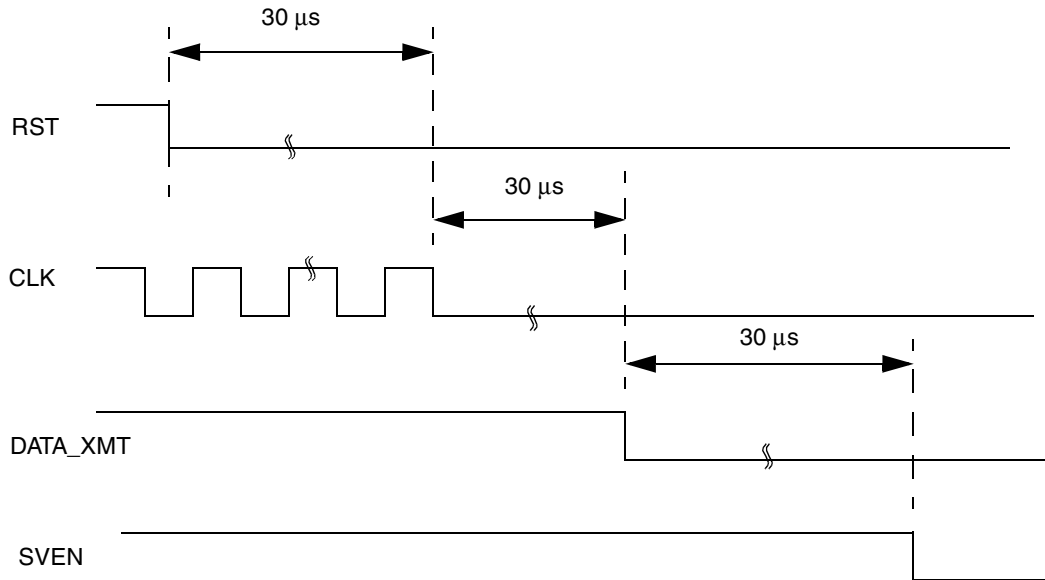 30 μs
RST
30 μs
CLK
30 μs
DATA_XMT
SVEN